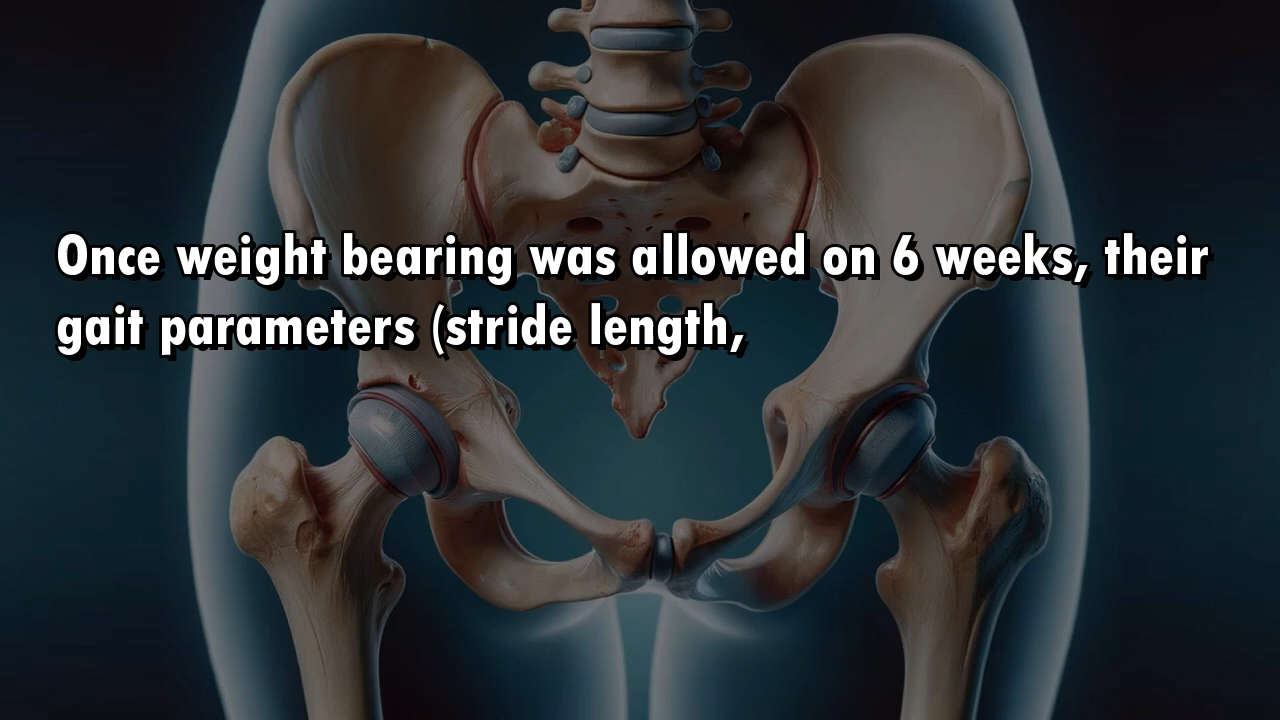 Once weight bearing was allowed on 6 weeks, their
gait parameters (stride length,